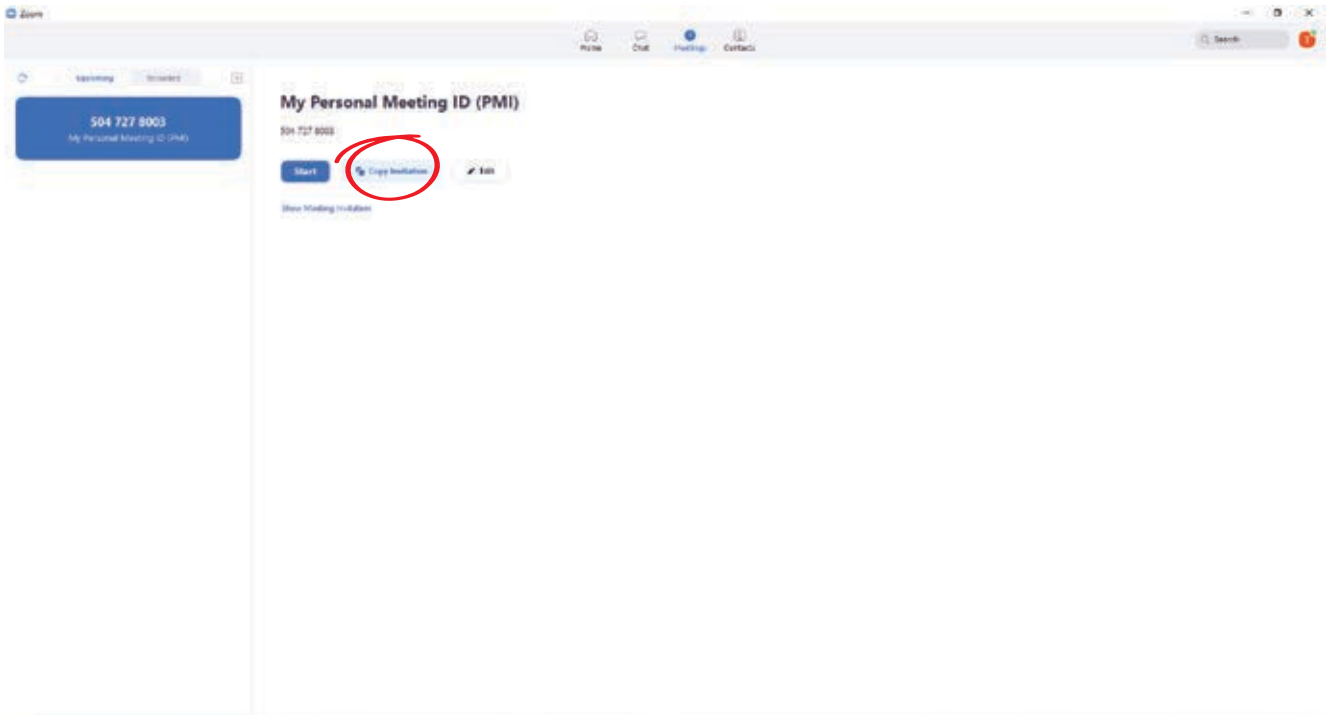 Zoom
Home Chat Meetings Contacts
Search
Upcoming Recorded
504 727 8003
My Personal Meeting ID (PMI)
My Personal Meeting ID (PMI)
504 727 8003
Start Copy Invitation Edit
Show Meeting Invitation